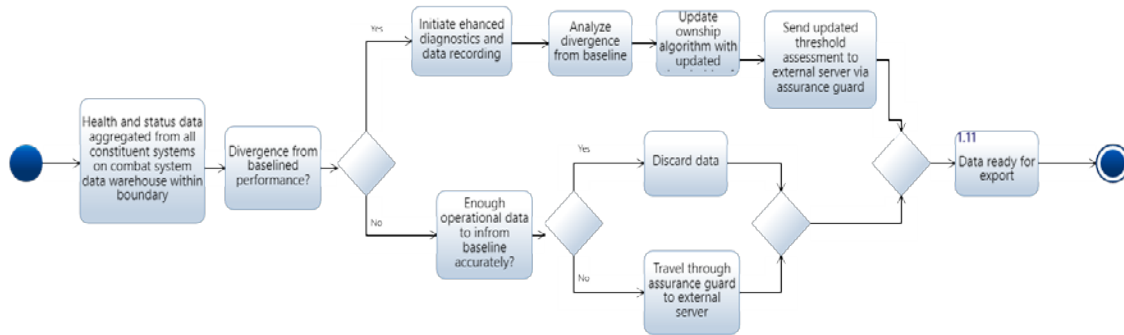 Yes
Initiate ehanced
diagnostics and
data recording
Analyze
divergence from
baseline
Update
ownship
algorithm with
updated
Send updated
threshold
assessment to
external server via
assurance guard
Health and status data
aggregated from all
constituent systems
on combat system
data warehouse within
boundary
Divergence from
baselined
performance?
No
Enough
operational data
to infrom
baseline
accurately?
Yes
Discard data
No
Travel through
assurance guard
to external
server
1.11
Data ready for
export